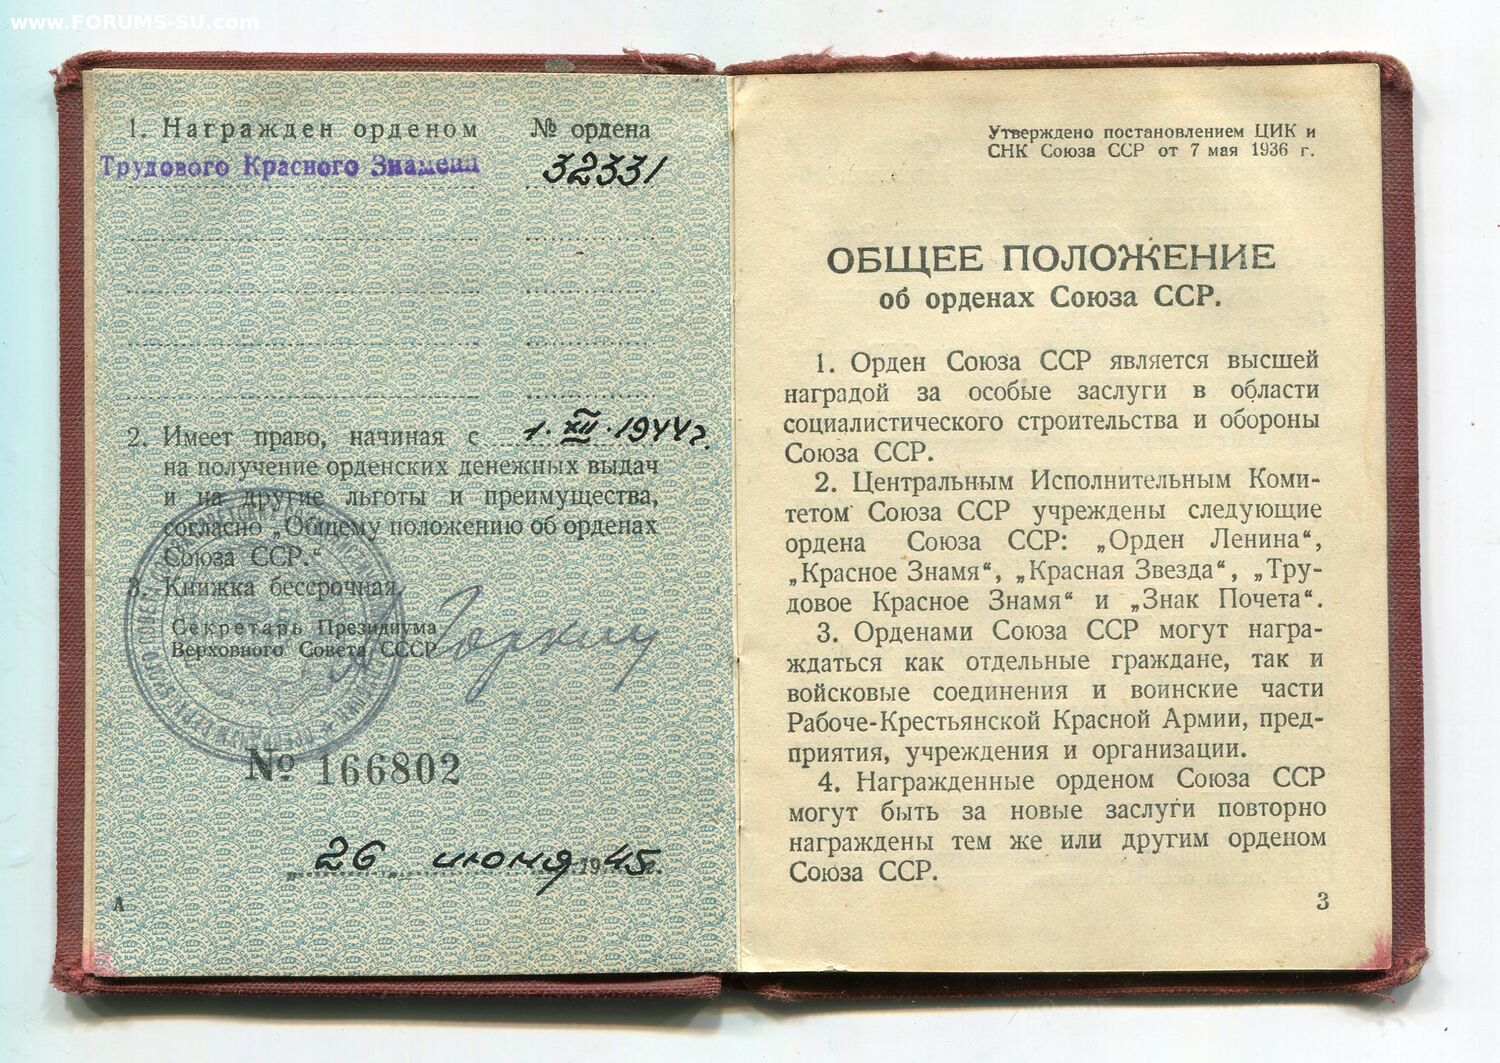 www.FORUMS-SU.com
1. Награжден орденом № ордена
Трудового Красного Знамени 32331
2. Имеет право, начиная с 1.XII.1944г.
на получение орденских денежных выдач
и на другие льготы и преимущества,
согласно „Общему положению об орденах
Союза ССР.“
3. Книжка бессрочная.
Секретарь Президиума
Верховного Совета СССР
Горкин
№ 166802
„26 „ июня 1945г.
А
Утверждено постановлением ЦИК и
СНК Союза ССР от 7 мая 1936 г.
ОБЩЕЕ ПОЛОЖЕНИЕ
об орденах Союза ССР.
1. Орден Союза ССР является высшей
наградой за особые заслуги в области
социалистического строительства и обороны
Союза ССР.
2. Центральным Исполнительным Коми-
тетом Союза ССР учреждены следующие
ордена Союза ССР: „Орден Ленина“,
„Красное Знамя“, „Красная Звезда“, „Тру-
довое Красное Знамя“ и „Знак Почета“.
3. Орденами Союза ССР могут награ-
ждаться как отдельные граждане, так и
войсковые соединения и воинские части
Рабоче-Крестьянской Красной Армии, пред-
приятия, учреждения и организации.
4. Награжденные орденом Союза ССР
могут быть за новые заслуги повторно
награждены тем же или другим орденом
Союза ССР.
3